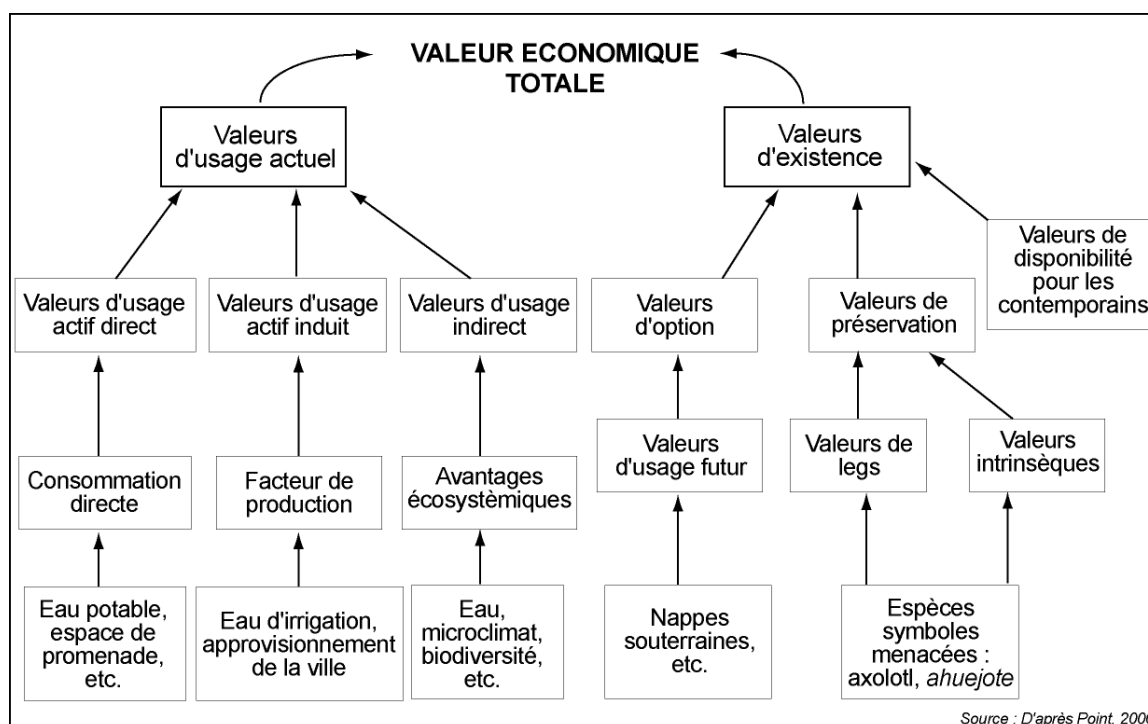 VALEUR ECONOMIQUE
TOTALE
Valeurs
d'usage actuel
Valeurs
d'existence
Valeurs de
disponibilité
pour les
contemporains
Valeurs d'usage
actif direct
Valeurs d'usage
actif induit
Valeurs d'usage
indirect
Valeurs
d'option
Valeurs de
préservation
Consommation
directe
Facteur de
production
Avantages
écosystèmiques
Valeurs
d'usage futur
Valeurs de
legs
Valeurs
intrinsèques
Eau potable,
espace de
promenade,
etc.
Eau d'irrigation,
approvisionnement
de la ville
Eau,
microclimat,
biodiversité,
etc.
Nappes
souterraines,
etc.
Espèces
symboles
menacées :
axolotl, ahuejote
Source : D'après Point,